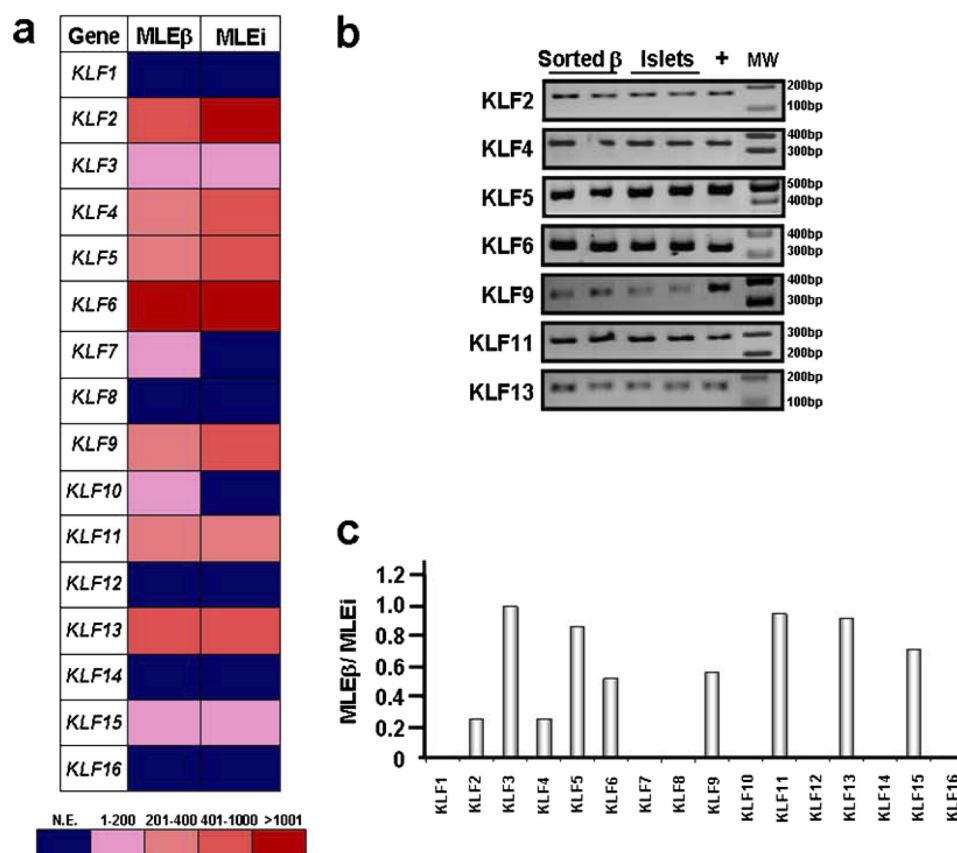 a
Gene MLEβ MLEi
KLF1
KLF2
KLF3
KLF4
KLF5
KLF6
KLF7
KLF8
KLF9
KLF10
KLF11
KLF12
KLF13
KLF14
KLF15
KLF16
N.E. 1-200 201-400 401-1000 >1001
b
Sorted β Islets + MW
KLF2 200bp
100bp
KLF4 400bp
300bp
KLF5 500bp
400bp
KLF6 400bp
300bp
KLF9 400bp
300bp
KLF11 300bp
200bp
KLF13 200bp
100bp
c
MLEβ/ MLEi
1.2
1.0
0.8
0.6
0.4
0.2
0
KLF1
KLF2
KLF3
KLF4
KLF5
KLF6
KLF7
KLF8
KLF9
KLF10
KLF11
KLF12
KLF13
KLF14
KLF15
KLF16